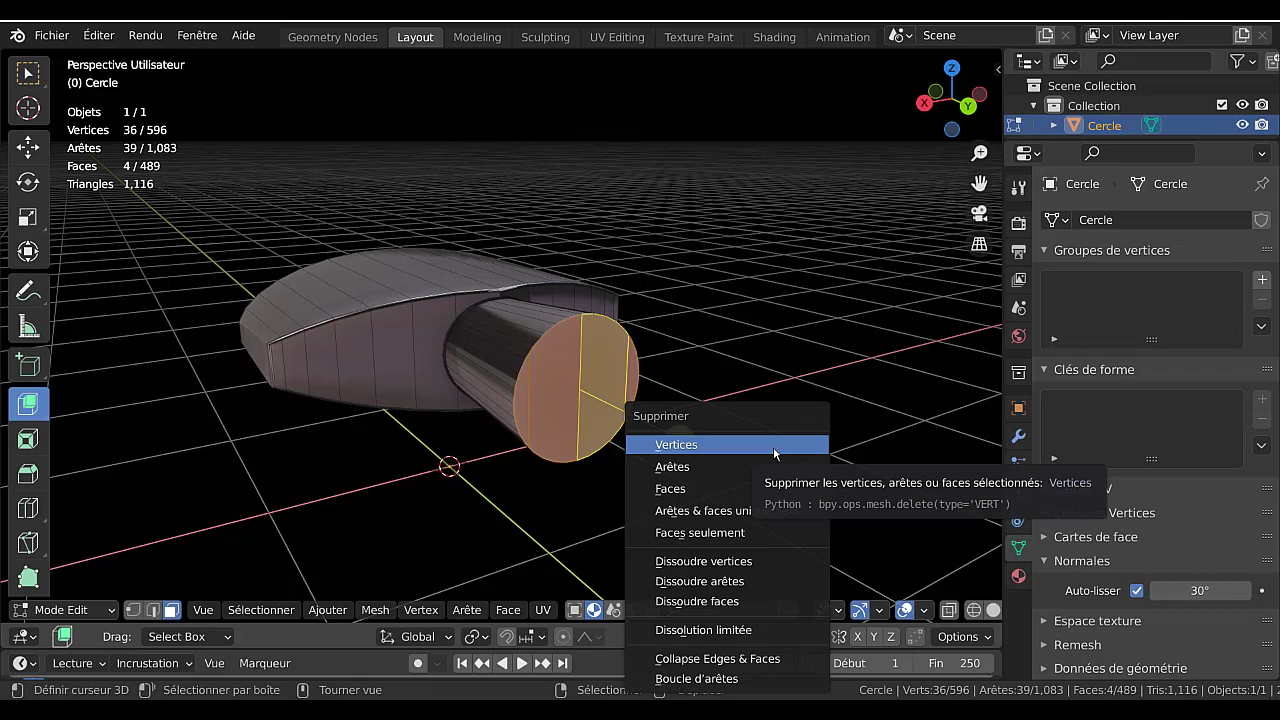 Fichier Éditer Rendu Fenêtre Aide Geometry Nodes Layout Modeling Sculpting UV Editing Texture Paint Shading Animation Scene View Layer
Perspective Utilisateur
(0) Cercle
Objets 1 / 1
Vertices 36 / 596
Arêtes 39 / 1,083
Faces 4 / 489
Triangles 1,116
Z
X
Y
Scene Collection
Collection
Cercle
Cercle Cercle
Cercle
Groupes de vertices
Clés de forme
Supprimer
Vertices
Arêtes
Faces
Arêtes & faces uni
Faces seulement
Dissoudre vertices
Dissoudre arêtes
Dissoudre faces
Dissolution limitée
Collapse Edges & Faces
Boucle d’arêtes
Supprimer les vertices, arêtes ou faces sélectionnés: Vertices
Python : bpy.ops.mesh.delete(type='VERT')
Vertices
Cartes de face
Normales
Auto-lisser 30°
Espace texture
Remesh
Données de géométrie
Mode Edit Vue Sélectionner Ajouter Mesh Vertex Arête Face UV
Drag: Select Box Global X Y Z Options
Lecture Incrustation Vue Marqueur Début 1 Fin 250
Définir curseur 3D Sélectionner par boîte Tourner vue Cercle | Verts:36/596 | Arêtes:39/1,083 | Faces:4/489 | Tris:1,116 | Objets:1/1 |